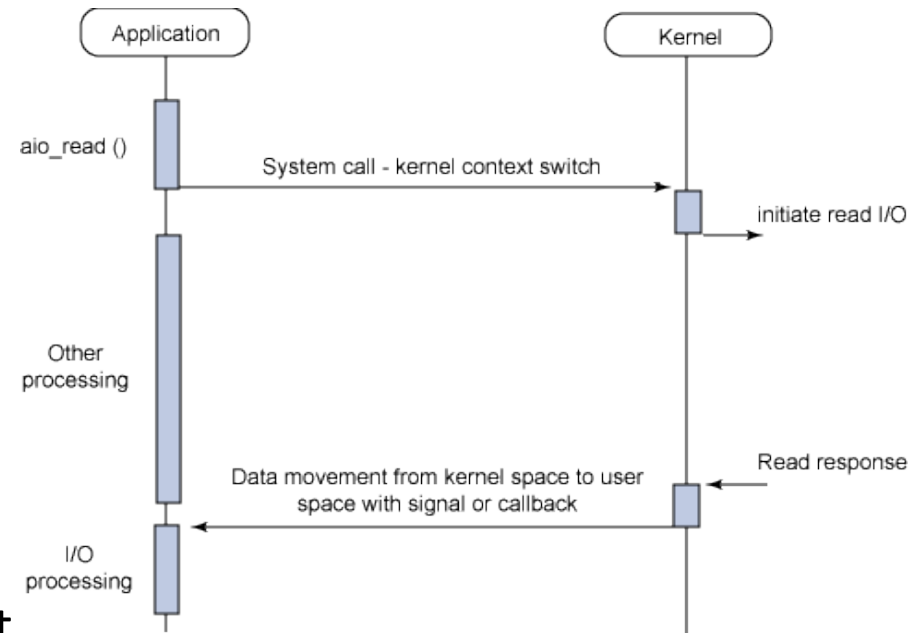 Application
Kernel
aio_read ()
System call - kernel context switch
initiate read I/O
Other
processing
Read response
Data movement from kernel space to user
space with signal or callback
I/O
processing